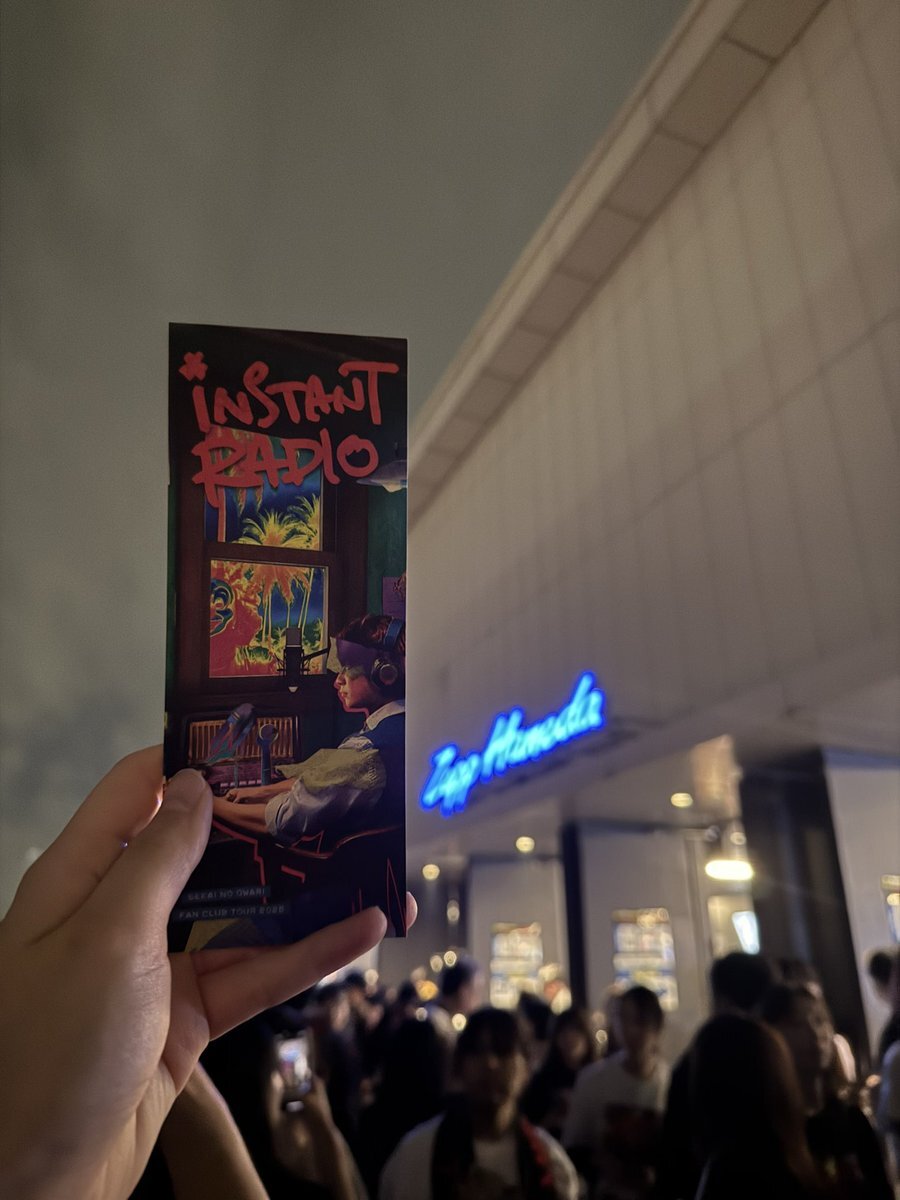 *iNSTANT
RADIO
SEKAI NO OWARI
FAN CLUB TOUR 2025
Zepp Haneda